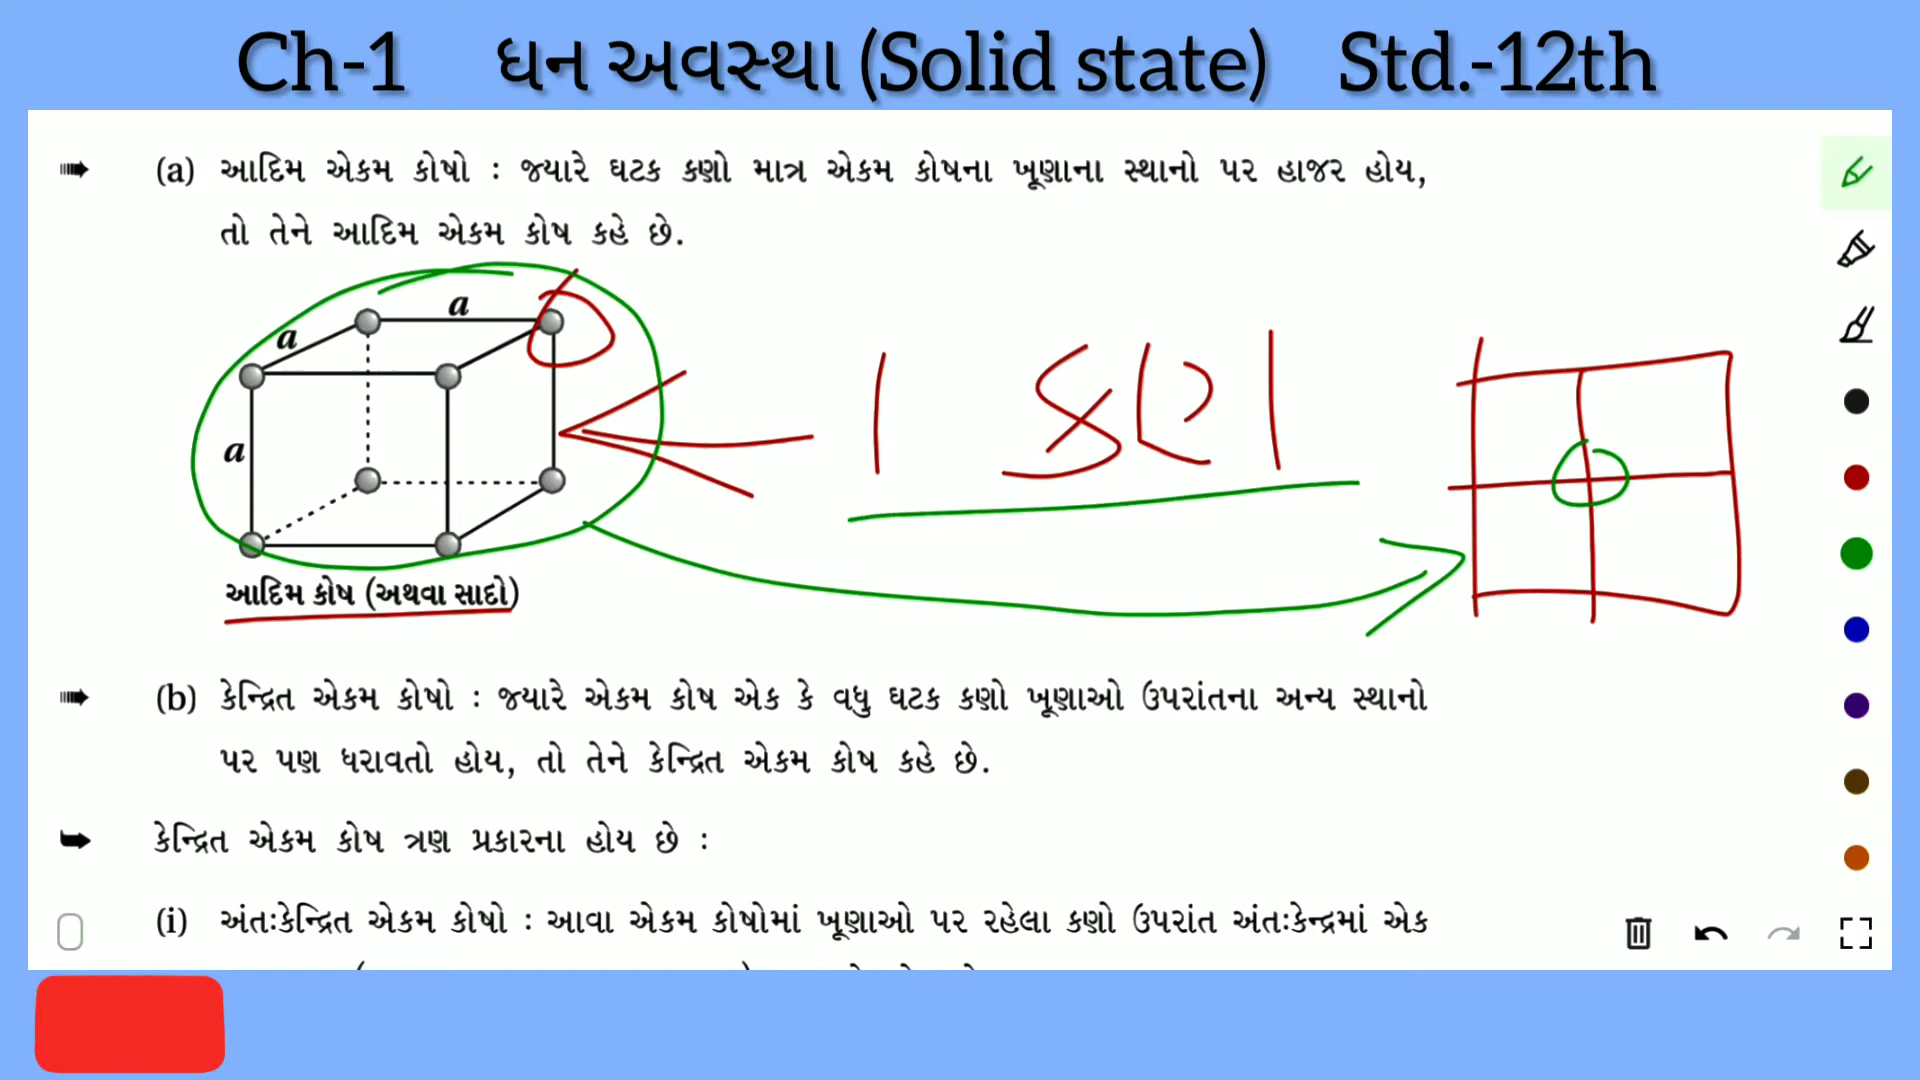 Ch-1 ઘન અવસ્થા (Solid state) Std.-12th
(a) આદિમ એકમ કોષો : જ્યારે ઘટક કણો માત્ર એકમ કોષના ખૂણાના સ્થાનો પર હાજર હોય,
તો તેને આદિમ એકમ કોષ કહે છે.
a
a
a
આદિમ કોષ (અથવા સાદો)
(b) કેન્દ્રિત એકમ કોષો : જ્યારે એકમ કોષ એક કે વધુ ઘટક કણો ખૂણાઓ ઉપરાંતના અન્ય સ્થાનો
પર પણ ધરાવતો હોય, તો તેને કેન્દ્રિત એકમ કોષ કહે છે.
કેન્દ્રિત એકમ કોષ ત્રણ પ્રકારના હોય છે :
(i) અંતઃકેન્દ્રિત એકમ કોષો : આવા એકમ કોષોમાં ખૂણાઓ પર રહેલા કણો ઉપરાંત અંતઃકેન્દ્રમાં એક